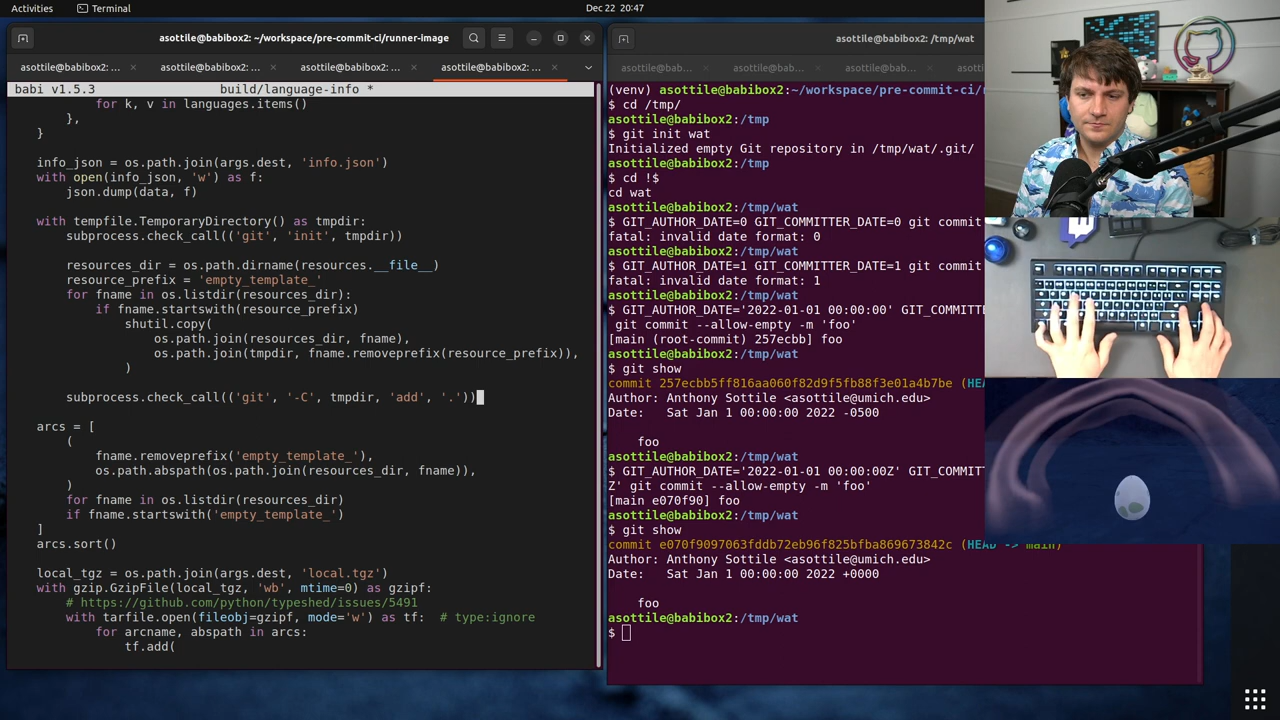 Activities
Terminal
Dec 22 20:47
asottile@babibox2: ~/workspace/pre-commit-ci/runner-image
asottile@babibox2: ...
asottile@babibox2: ...
asottile@babibox2: ...
asottile@babibox2: ...
babi v1.5.3 build/language-info *
for k, v in languages.items()
},
}
info_json = os.path.join(args.dest, 'info.json')
with open(info_json, 'w') as f:
json.dump(data, f)
with tempfile.TemporaryDirectory() as tmpdir:
subprocess.check_call(('git', 'init', tmpdir))
resources_dir = os.path.dirname(resources.__file__)
resource_prefix = 'empty_template_'
for fname in os.listdir(resources_dir):
if fname.startswith(resource_prefix)
shutil.copy(
os.path.join(resources_dir, fname),
os.path.join(tmpdir, fname.removeprefix(resource_prefix)),
)
subprocess.check_call(('git', '-C', tmpdir, 'add', '.'))
arcs = [
(
fname.removeprefix('empty_template_'),
os.path.abspath(os.path.join(resources_dir, fname)),
)
for fname in os.listdir(resources_dir)
if fname.startswith('empty_template_')
]
arcs.sort()
local_tgz = os.path.join(args.dest, 'local.tgz')
with gzip.GzipFile(local_tgz, 'wb', mtime=0) as gzipf:
# https://github.com/python/typeshed/issues/5491
with tarfile.open(fileobj=gzipf, mode='w') as tf:  # type:ignore
for arcname, abspath in arcs:
tf.add(
asottile@babibox2: /tmp/wat
asottile@bab...
asottile@bab...
asottile@bab...
asotti
(venv) asottile@babibox2:~/workspace/pre-commit-ci/
$ cd /tmp/
asottile@babibox2:/tmp
$ git init wat
Initialized empty Git repository in /tmp/wat/.git/
asottile@babibox2:/tmp
$ cd !$
cd wat
asottile@babibox2:/tmp/wat
$ GIT_AUTHOR_DATE=0 GIT_COMMITTER_DATE=0 git commit
fatal: invalid date format: 0
asottile@babibox2:/tmp/wat
$ GIT_AUTHOR_DATE=1 GIT_COMMITTER_DATE=1 git commit
fatal: invalid date format: 1
asottile@babibox2:/tmp/wat
$ GIT_AUTHOR_DATE='2022-01-01 00:00:00' GIT_COMMITTE
git commit --allow-empty -m 'foo'
[main (root-commit) 257ecbb] foo
asottile@babibox2:/tmp/wat
$ git show
commit 257ecbb5ff816aa060f82d9f5fb88f3e01a4b7be (HEA
Author: Anthony Sottile <asottile@umich.edu>
Date:   Sat Jan 1 00:00:00 2022 -0500
foo
asottile@babibox2:/tmp/wat
$ GIT_AUTHOR_DATE='2022-01-01 00:00:00Z' GIT_COMMITT
Z' git commit --allow-empty -m 'foo'
[main e070f90] foo
asottile@babibox2:/tmp/wat
$ git show
commit e070f9097063fddb72eb96f825bfba869673842c (HEAD -> main)
Author: Anthony Sottile <asottile@umich.edu>
Date:   Sat Jan 1 00:00:00 2022 +0000
foo
asottile@babibox2:/tmp/wat
$